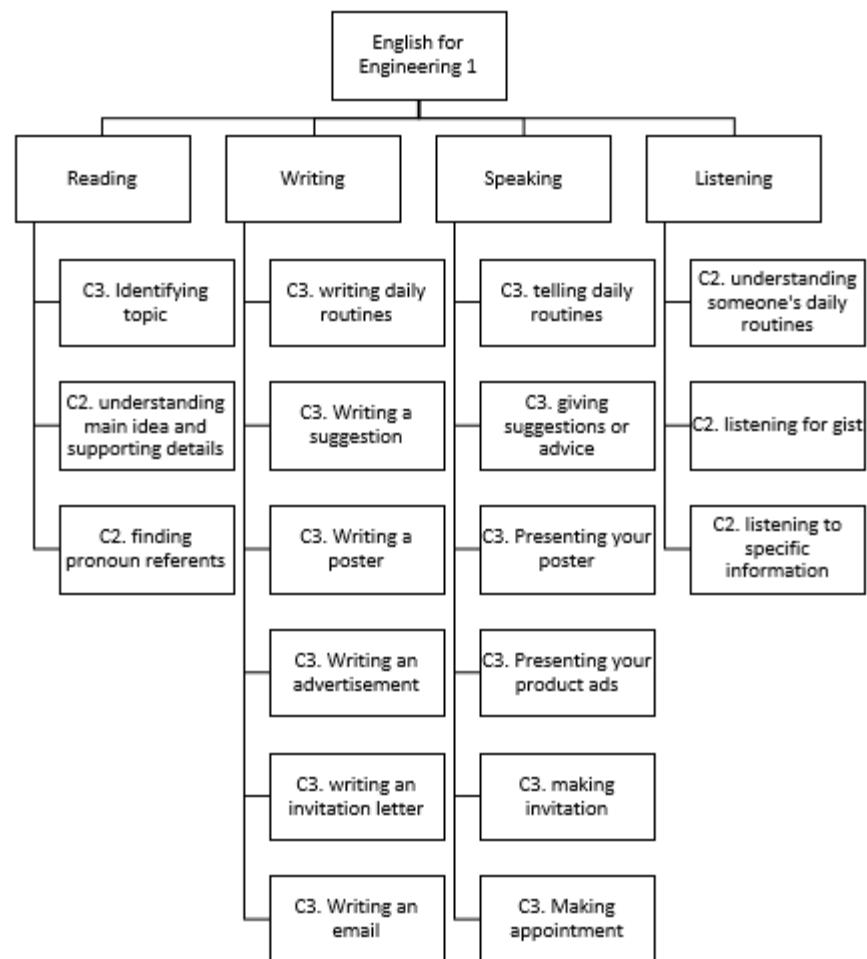 English for
Engineering 1
Reading
Writing
Speaking
Listening
C3. Identifying
topic
C2. understanding
main idea and
supporting details
C2. finding
pronoun referents
C3. writing daily
routines
C3. Writing a
suggestion
C3. Writing a
poster
C3. Writing an
advertisement
C3. writing an
invitation letter
C3. Writing an
email
C3. telling daily
routines
C3. giving
suggestions or
advice
C3. Presenting your
poster
C3. Presenting your
product ads
C3. making
invitation
C3. Making
appointment
C2. understanding
someone's daily
routines
C2. listening for gist
C2. listening to
specific
information